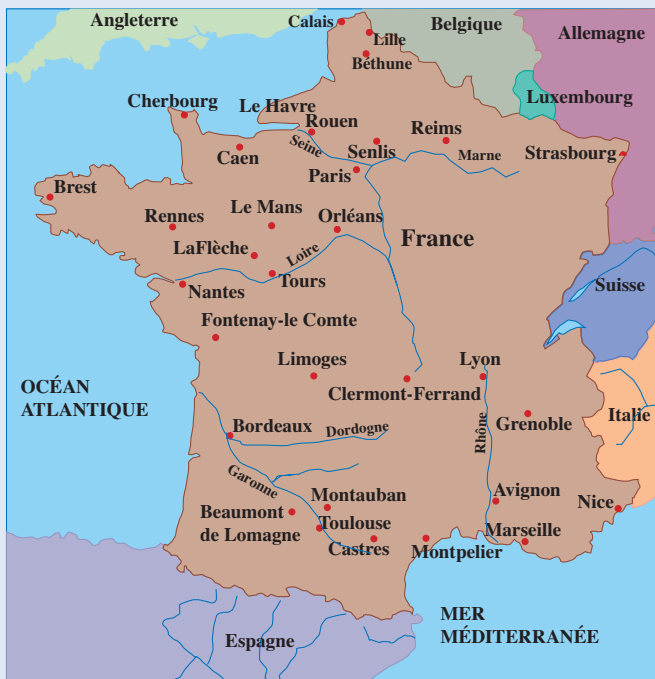 Angleterre
Calais
Belgique
Allemagne
Lille
Béthune
Luxembourg
Cherbourg
Le Havre
Rouen
Reims
Seine
Senlis
Marne
Strasbourg
Caen
Paris
Brest
Rennes
Le Mans
Orléans
France
LaFlèche
Loire
Tours
Suisse
Nantes
Fontenay-le Comte
Limoges
Lyon
Clermont-Ferrand
OCÉAN
ATLANTIQUE
Italie
Grenoble
Bordeaux
Dordogne
Rhône
Garonne
Avignon
Nice
Montauban
Beaumont
de Lomagne
Toulouse
Marseille
Castres
Montpelier
MER
MÉDITERRANÉE
Espagne